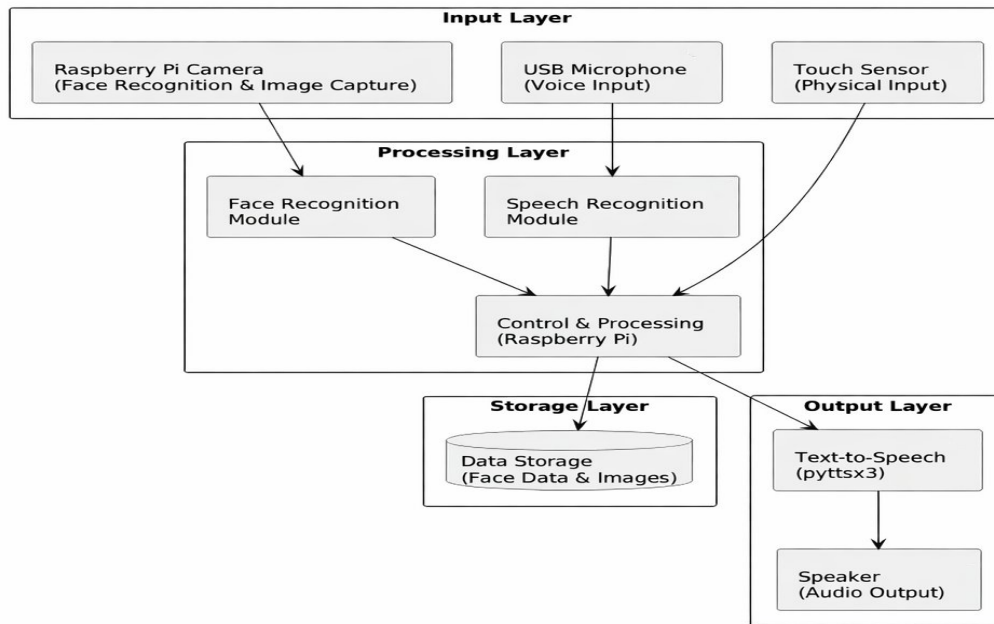 Input Layer
Raspberry Pi Camera
(Face Recognition & Image Capture)
USB Microphone
(Voice Input)
Touch Sensor
(Physical Input)
Processing Layer
Face Recognition
Module
Speech Recognition
Module
Control & Processing
(Raspberry Pi)
Storage Layer
Data Storage
(Face Data & Images)
Output Layer
Text-to-Speech
(pyttsx3)
Speaker
(Audio Output)